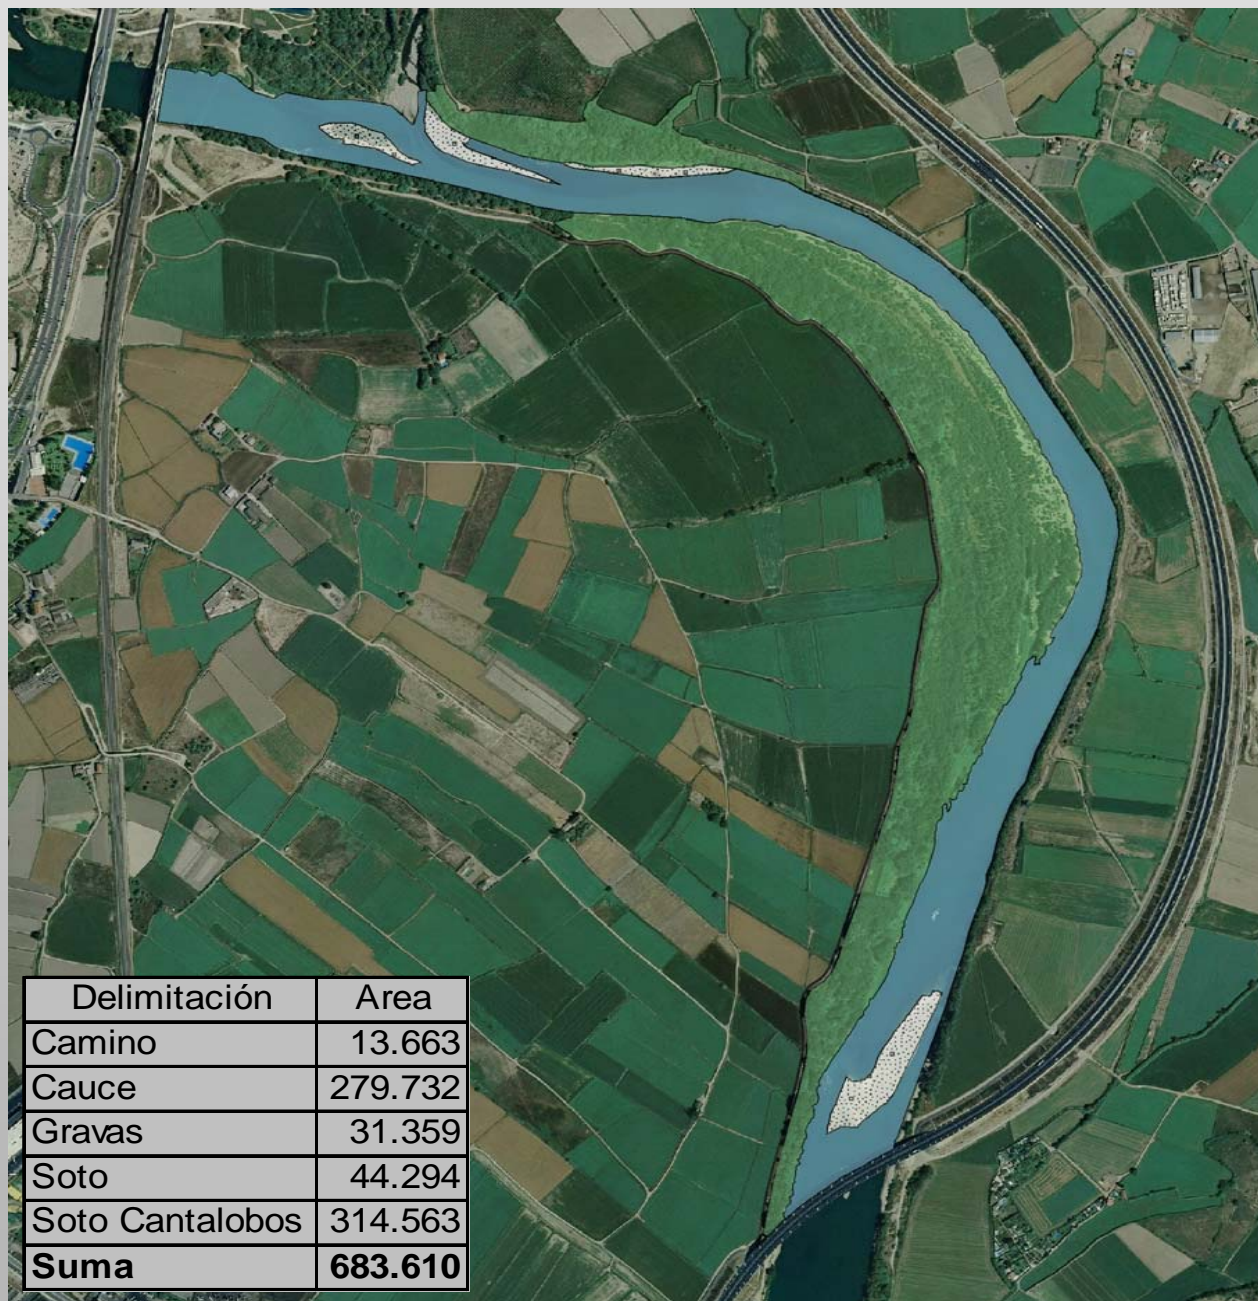 Delimitación Area
Camino 13.663
Cauce 279.732
Gravas 31.359
Soto 44.294
Soto Cantalobos 314.563
Suma 683.610